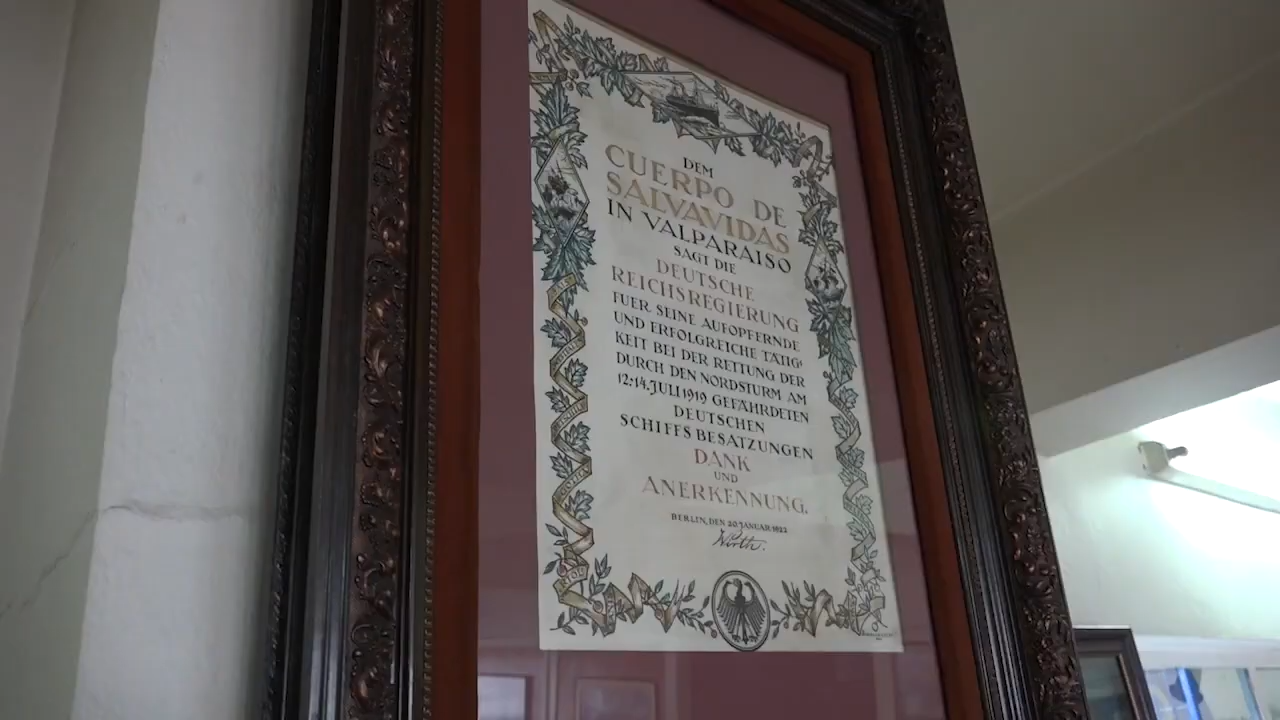 DEM
CUERPO DE
SALVAVIDAS
IN VALPARAISO
SAGT DIE
DEUTSCHE
REICHSREGIERUNG
FUER SEINE AUFOPFERNDE
UND ERFOLGREICHE TÄTIG-
KEIT BEI DER RETTUNG DER
DURCH DEN NORDSTURM AM
12:14. JULI 1919 GEFÄHRDETEN
DEUTSCHEN
SCHIFFSBESATZUNGEN
DANK
UND
ANERKENNUNG.
BERLIN, DEN 20 JANUAR 1922
Wirth.